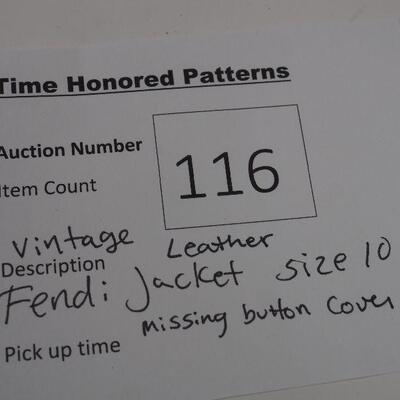 Time Honored Patterns
Auction Number
116
Item Count
Vintage Leather
Description
Fendi Jacket size 10
missing button cover
Pick up time